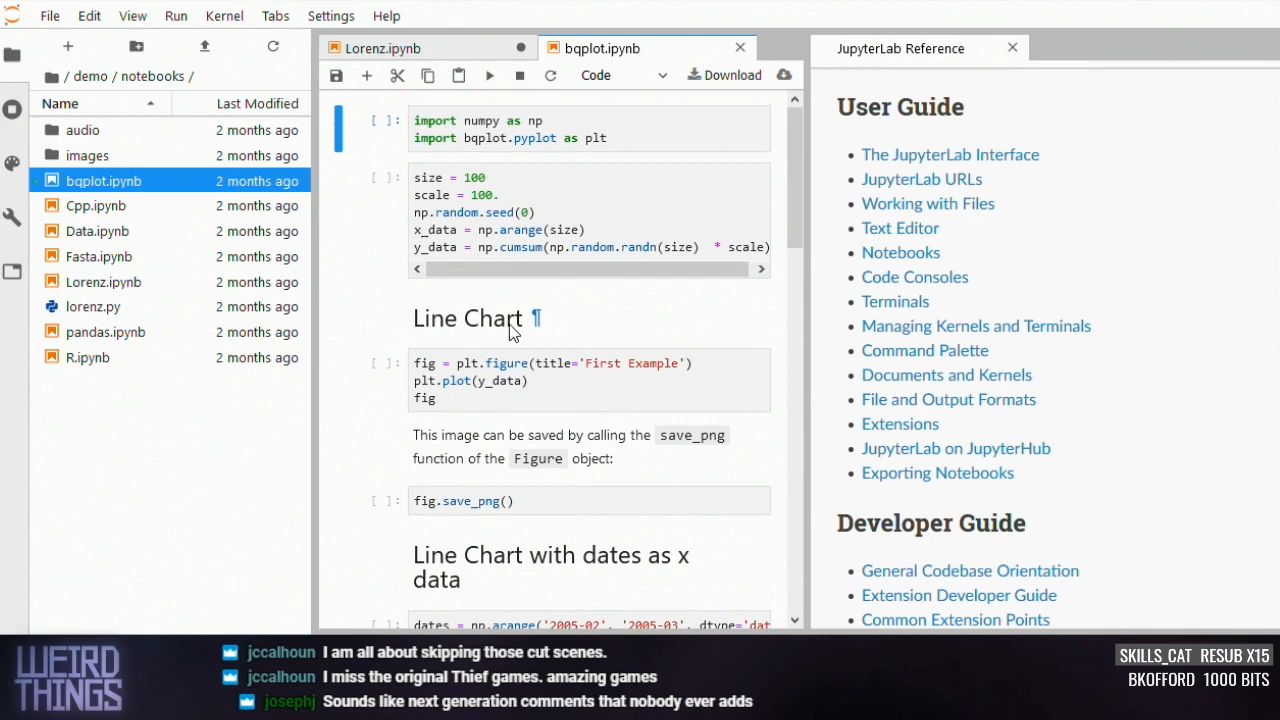 File Edit View Run Kernel Tabs Settings Help
/ demo / notebooks /
Name Last Modified
audio 2 months ago
images 2 months ago
bqplot.ipynb 2 months ago
Cpp.ipynb 2 months ago
Data.ipynb 2 months ago
Fasta.ipynb 2 months ago
Lorenz.ipynb 2 months ago
lorenz.py 2 months ago
pandas.ipynb 2 months ago
R.ipynb 2 months ago
Lorenz.ipynb bqplot.ipynb
Code Download
[ ]: import numpy as np
import bqplot.pyplot as plt
[ ]: size = 100
scale = 100.
np.random.seed(0)
x_data = np.arange(size)
y_data = np.cumsum(np.random.randn(size) * scale)
Line Chart ¶
[ ]: fig = plt.figure(title='First Example')
plt.plot(y_data)
fig
This image can be saved by calling the save_png
function of the Figure object:
[ ]: fig.save_png()
Line Chart with dates as x
data
[ ]: dates = np.arange('2005-02', '2005-03', dtype='dat
JupyterLab Reference
User Guide
The JupyterLab Interface
JupyterLab URLs
Working with Files
Text Editor
Notebooks
Code Consoles
Terminals
Managing Kernels and Terminals
Command Palette
Documents and Kernels
File and Output Formats
Extensions
JupyterLab on JupyterHub
Exporting Notebooks
Developer Guide
General Codebase Orientation
Extension Developer Guide
Common Extension Points
WEIRD
THINGS
jccalhoun I am all about skipping those cut scenes.
jccalhoun I miss the original Thief games. amazing games
josephj Sounds like next generation comments that nobody ever adds
SKILLS_CAT RESUB X15
BKOFFORD 1000 BITS